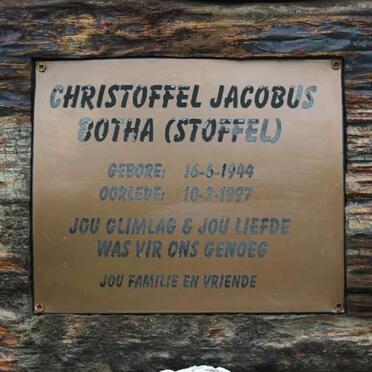 CHRISTOFFEL JACOBUS
BOTHA (STOFFEL)
GEBORE: 16-6-1944
OORLEDE: 10-2-1997
JOU GLIMLAG & JOU LIEFDE
WAS VIR ONS GENOEG
JOU FAMILIE EN VRIENDE